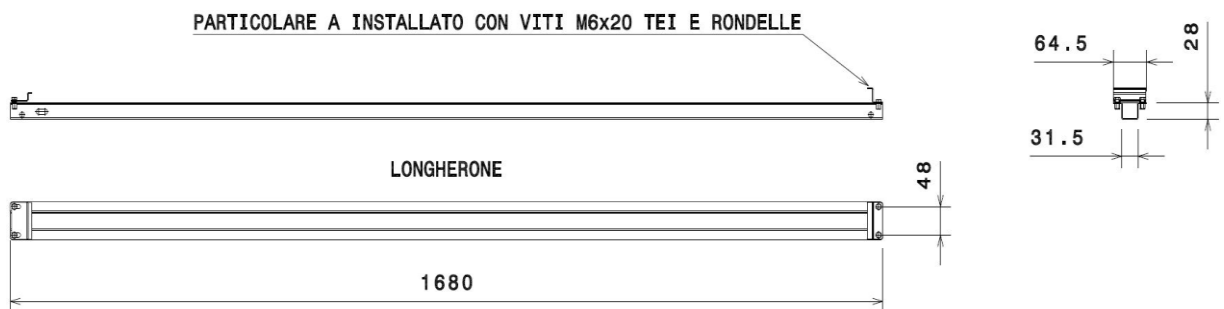 PARTICOLARE A INSTALLATO CON VITI M6x20 TEI E RONDELLE
64.5
28
31.5
LONGHERONE
48
1680